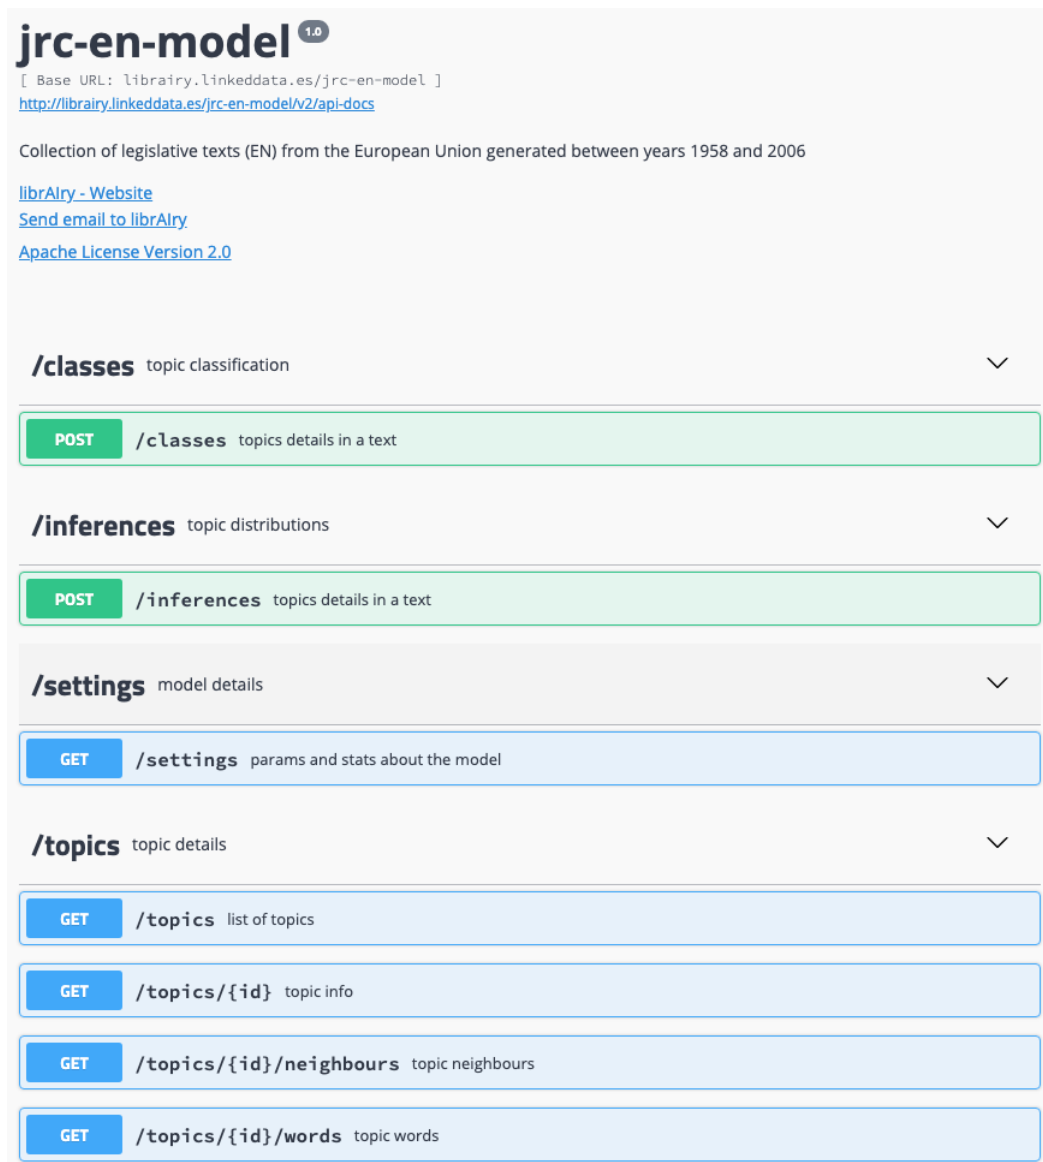 jrc-en-model 1.0
[ Base URL: librairy.linkeddata.es/jrc-en-model ]
http://librairy.linkeddata.es/jrc-en-model/v2/api-docs
Collection of legislative texts (EN) from the European Union generated between years 1958 and 2006
librAIry - Website
Send email to librAIry
Apache License Version 2.0
/classes topic classification
POST /classes topics details in a text
/inferences topic distributions
POST /inferences topics details in a text
/settings model details
GET /settings params and stats about the model
/topics topic details
GET /topics list of topics
GET /topics/{id} topic info
GET /topics/{id}/neighbours topic neighbours
GET /topics/{id}/words topic words